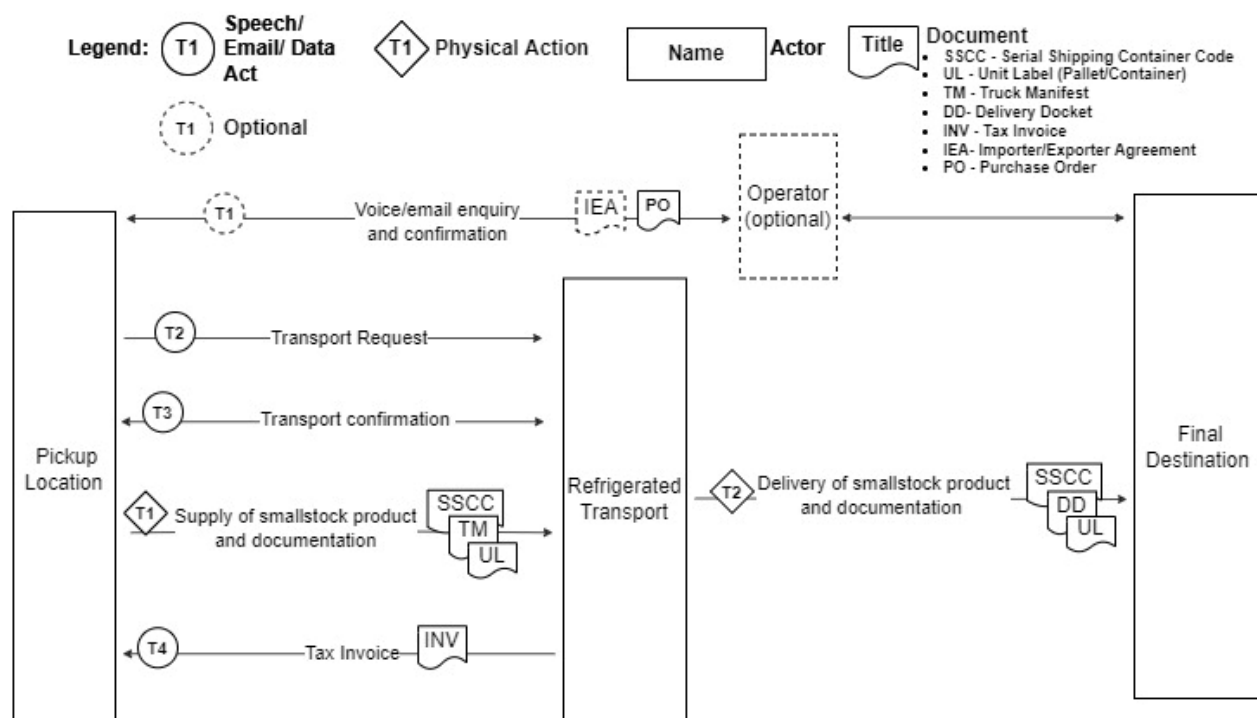 Legend:
T1
Speech/
Email/ Data
Act
T1
Physical Action
Name
Actor
Title
Document
SSCC - Serial Shipping Container Code
UL - Unit Label (Pallet/Container)
TM - Truck Manifest
DD- Delivery Docket
INV - Tax Invoice
IEA- Importer/Exporter Agreement
PO - Purchase Order
T1
Optional
T1
Voice/email enquiry
and confirmation
IEA
PO
Operator
(optional)
T2
Transport Request
T3
Transport confirmation
Pickup
Location
Refrigerated
Transport
Final
Destination
T1
Supply of smallstock product
and documentation
SSCC
TM
UL
T2
Delivery of smallstock product
and documentation
SSCC
DD
UL
T4
Tax Invoice
INV